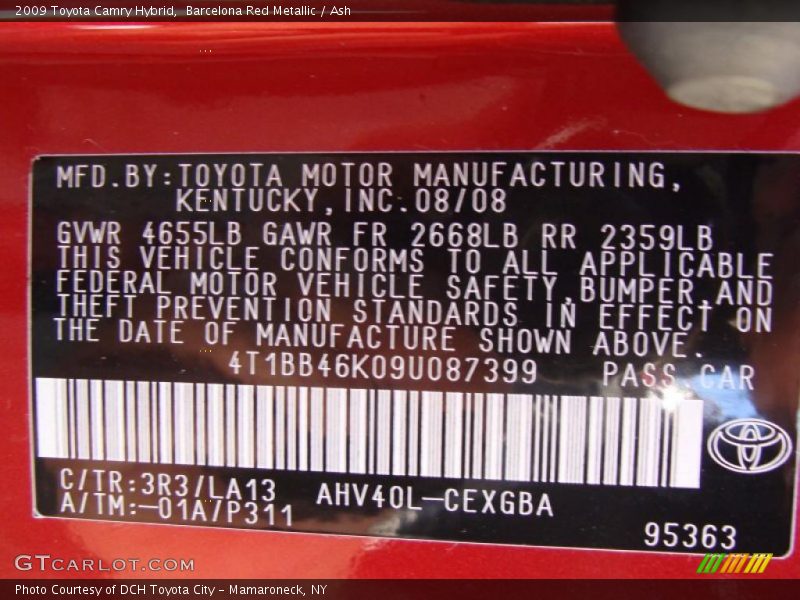 2009 Toyota Camry Hybrid, Barcelona Red Metallic / Ash
MFD.BY:TOYOTA MOTOR MANUFACTURING,
KENTUCKY,INC.08/08
GVWR 4655LB GAWR FR 2668LB RR 2359LB
THIS VEHICLE CONFORMS TO ALL APPLICABLE
FEDERAL MOTOR VEHICLE SAFETY,BUMPER,AND
THEFT PREVENTION STANDARDS IN EFFECT ON
THE DATE OF MANUFACTURE SHOWN ABOVE.
4T1BB46K09U087399 PASS.CAR
C/TR:3R3/LA13 AHV40L-CEXGBA
A/TM:-01A/P311
95363
GTCARLOT.COM
Photo Courtesy of DCH Toyota City - Mamaroneck, NY